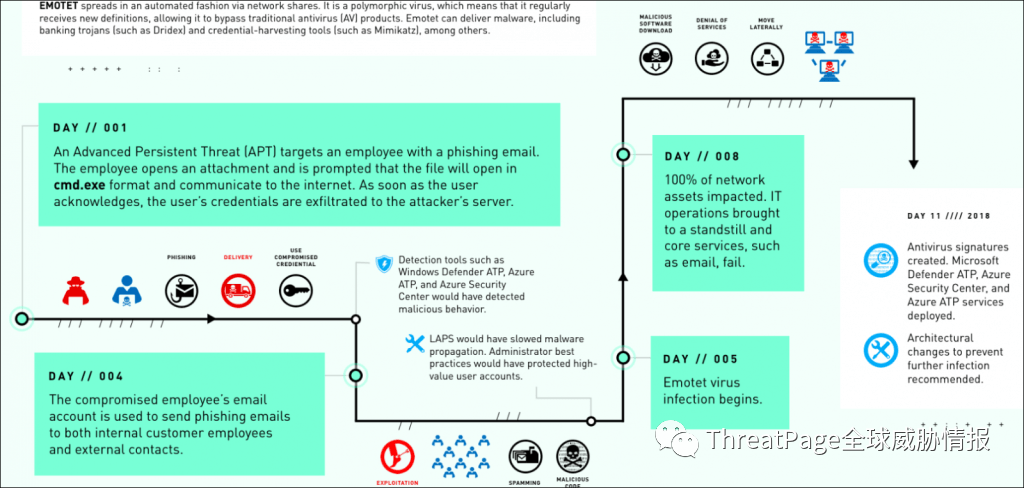 EMOTET spreads in an automated fashion via network shares. It is a polymorphic virus, which means that it regularly
receives new definitions, allowing it to bypass traditional antivirus (AV) products. Emotet can deliver malware, including
banking trojans (such as Dridex) and credential-harvesting tools (such as Mimikatz), among others.
MALICIOUS
SOFTWARE
DOWNLOAD
DENIAL OF
SERVICES
MOVE
LATERALLY
DAY // 001
An Advanced Persistent Threat (APT) targets an employee with a phishing email.
The employee opens an attachment and is prompted that the file will open in
cmd.exe format and communicate to the internet. As soon as the user
acknowledges, the user's credentials are exfiltrated to the attacker's server.
PHISHING
DELIVERY
USE
COMPROMISED
CREDENTIAL
Detection tools such as
Windows Defender ATP, Azure
ATP, and Azure Security
Center would have detected
malicious behavior.
LAPS would have slowed malware
propagation. Administrator best
practices would have protected high-
value user accounts.
DAY // 004
The compromised employee's email
account is used to send phishing emails
to both internal customer employees
and external contacts.
EXPLOITATION
SPAMMING
MALICIOUS
CODE
DAY // 005
Emotet virus
infection begins.
DAY // 008
100% of network
assets impacted. IT
operations brought
to a standstill and
core services, such
as email, fail.
DAY 11 //// 2018
Antivirus signatures
created. Microsoft
Defender ATP, Azure
Security Center, and
Azure ATP services
deployed.
Architectural
changes to prevent
further infection
recommended.
ThreatPage全球威胁情报